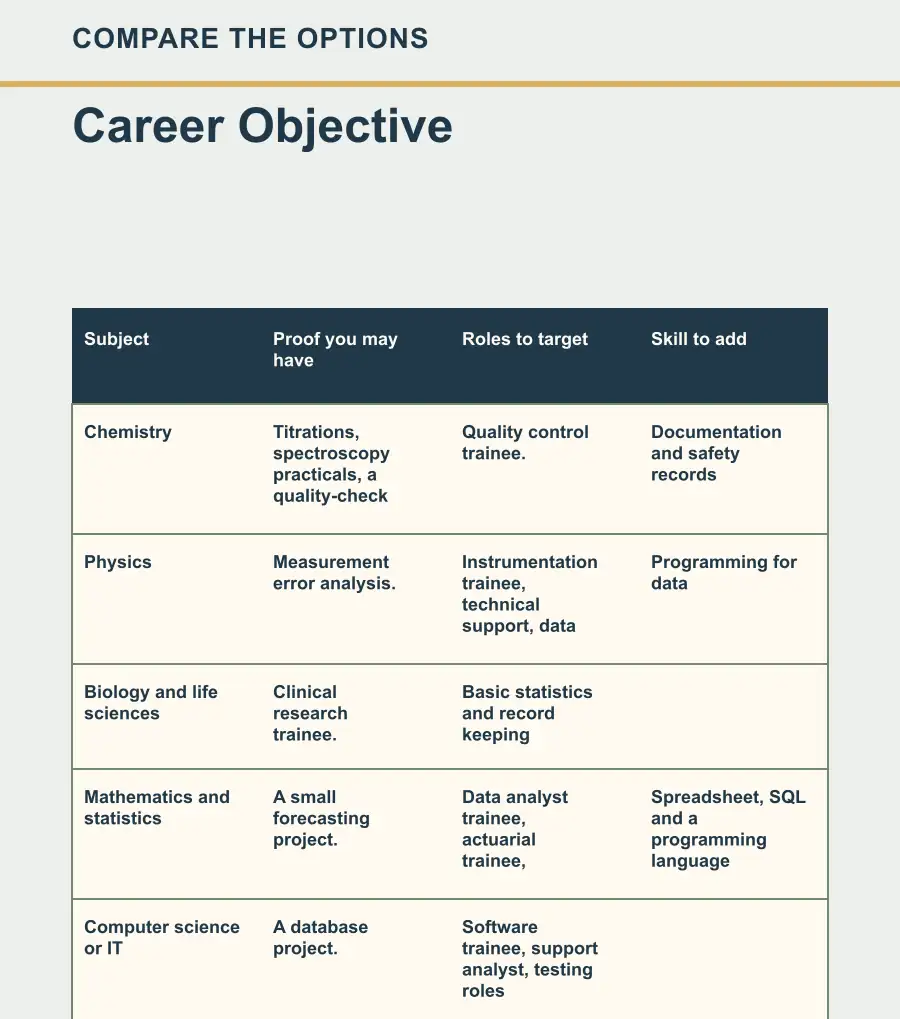 COMPARE THE OPTIONS
Career Objective
Subject
Proof you may
have
Roles to target
Skill to add
Chemistry
Titrations,
spectroscopy
practicals, a
quality-check
Quality control
trainee.
Documentation
and safety
records
Physics
Measurement
error analysis.
Instrumentation
trainee,
technical
support, data
Programming for
data
Biology and life
sciences
Clinical
research
trainee.
Basic statistics
and record
keeping
Mathematics and
statistics
A small
forecasting
project.
Data analyst
trainee,
actuarial
trainee,
Spreadsheet, SQL
and a
programming
language
Computer science
or IT
A database
project.
Software
trainee, support
analyst, testing
roles